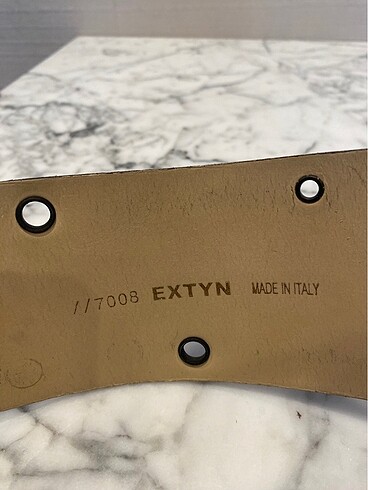 //7008 EXTYN MADE IN ITALY